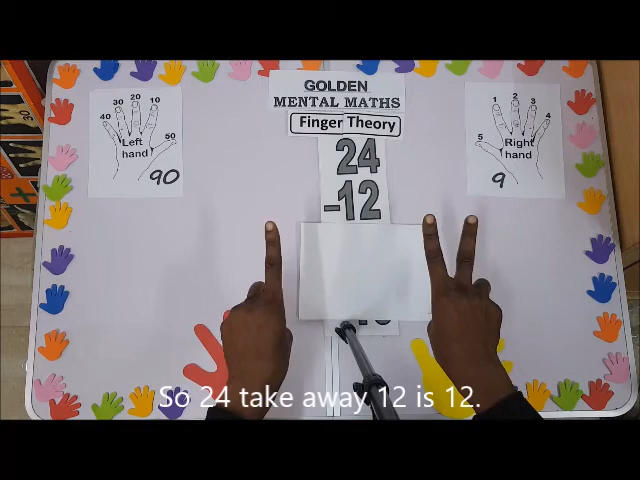 GOLDEN
MENTAL MATHS
Finger Theory
24
-12
40 30 20 10 50
Left
hand
90
1 2 3 4 5
Right
hand
9
So 24 take away 12 is 12.